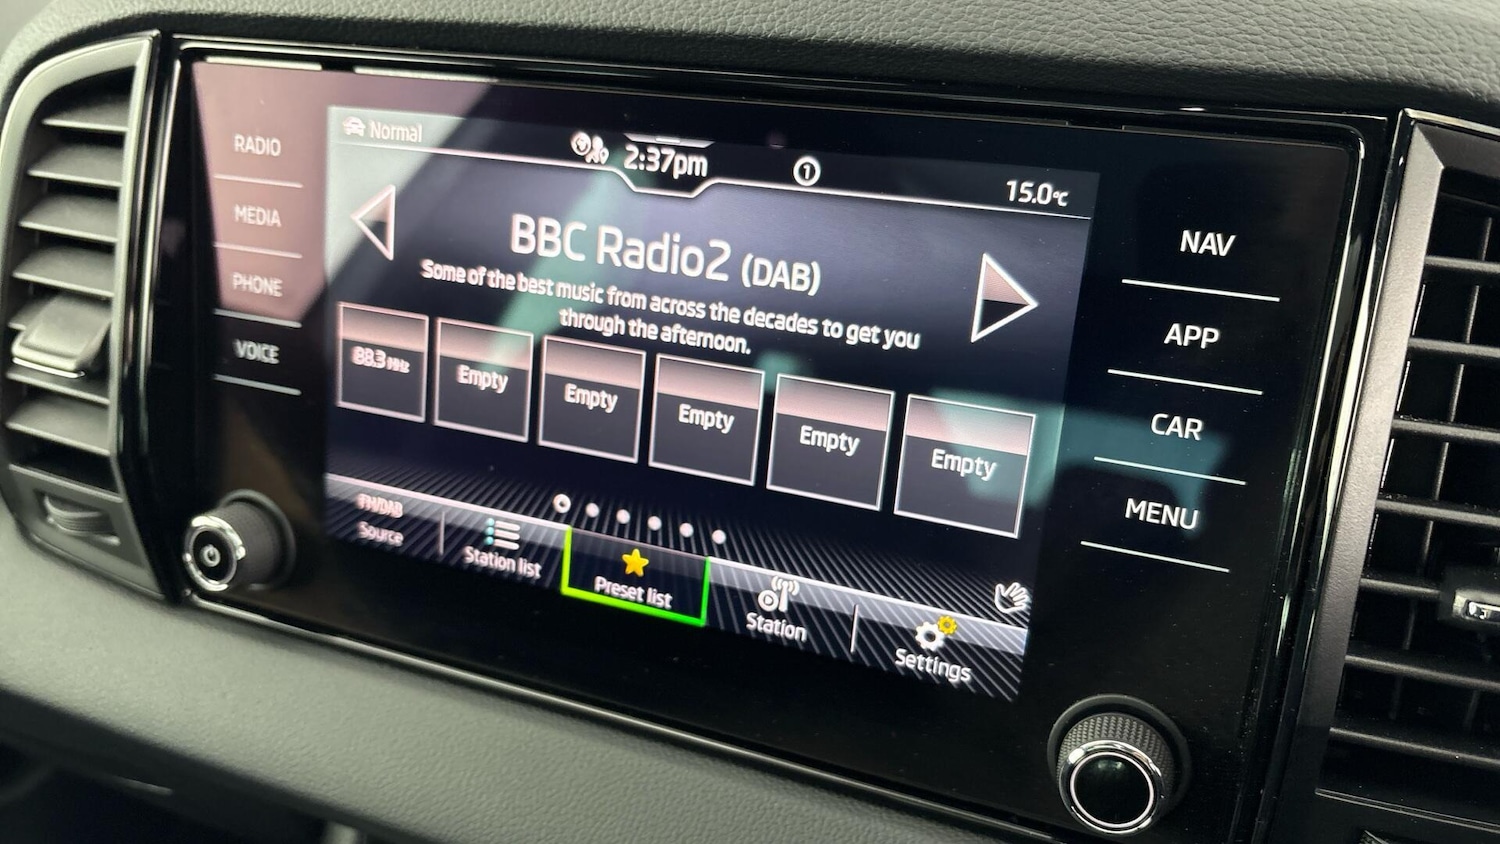 RADIO
MEDIA
PHONE
VOICE
Normal
2:37pm
1
15.0°C
BBC Radio2 (DAB)
Some of the best music from across the decades to get you
through the afternoon.
88.3 MHz
Empty
Empty
Empty
Empty
Empty
FM/DAB
Source
Station list
Preset list
Station
Settings
NAV
APP
CAR
MENU